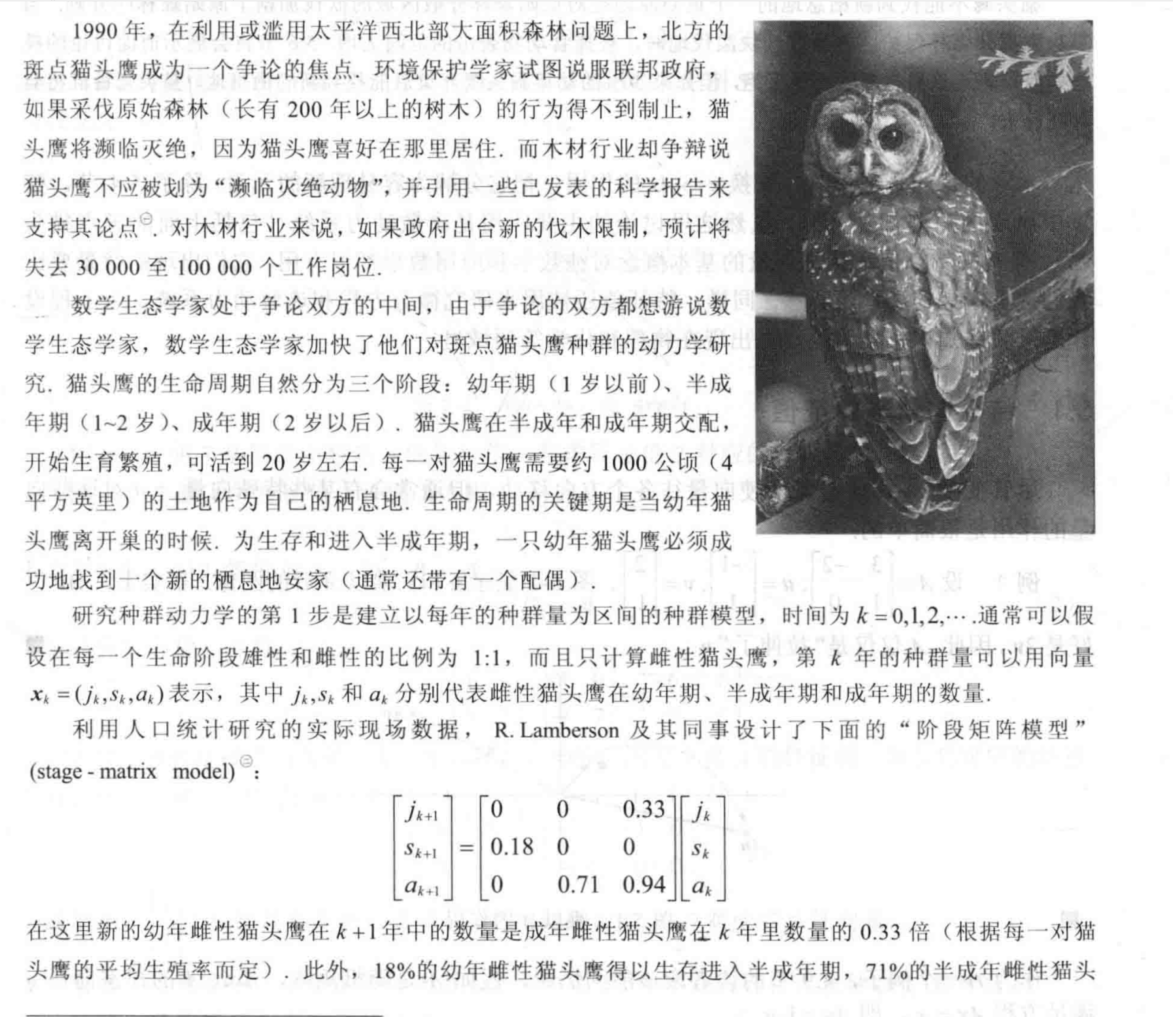 1990 年，在利用或滥用太平洋西北部大面积森林问题上，北方的
斑点猫头鹰成为一个争论的焦点. 环境保护学家试图说服联邦政府，
如果采伐原始森林（长有 200 年以上的树木）的行为得不到制止，猫
头鹰将濒临灭绝，因为猫头鹰喜好在那里居住. 而木材行业却争辩说
猫头鹰不应被划为“濒临灭绝动物”，并引用一些已发表的科学报告来
支持其论点㊀. 对木材行业来说，如果政府出台新的伐木限制，预计将
失去 30 000 至 100 000 个工作岗位.
数学生态学家处于争论双方的中间，由于争论的双方都想游说数
学生态学家，数学生态学家加快了他们对斑点猫头鹰种群的动力学研
究. 猫头鹰的生命周期自然分为三个阶段：幼年期（1 岁以前）、半成
年期（1~2 岁）、成年期（2 岁以后）. 猫头鹰在半成年和成年期交配，
开始生育繁殖，可活到 20 岁左右. 每一对猫头鹰需要约 1000 公顷（4
平方英里）的土地作为自己的栖息地. 生命周期的关键期是当幼年猫
头鹰离开巢的时候. 为生存和进入半成年期，一只幼年猫头鹰必须成
功地找到一个新的栖息地安家（通常还带有一个配偶）.
研究种群动力学的第 1 步是建立以每年的种群量为区间的种群模型，时间为 k = 0,1,2,⋯ .通常可以假
设在每一个生命阶段雄性和雌性的比例为 1:1，而且只计算雌性猫头鹰，第 k 年的种群量可以用向量
xₖ = (jₖ,sₖ,aₖ) 表示，其中 jₖ,sₖ 和 aₖ 分别代表雌性猫头鹰在幼年期、半成年期和成年期的数量.
利用人口统计研究的实际现场数据， R. Lamberson 及其同事设计了下面的“阶段矩阵模型”
(stage - matrix model)㊁：
[jₖ₊₁] [0 0 0.33] [jₖ]
[sₖ₊₁] = [0.18 0 0] [sₖ]
[aₖ₊₁] [0 0.71 0.94] [aₖ]
在这里新的幼年雌性猫头鹰在 k +1 年中的数量是成年雌性猫头鹰在 k 年里数量的 0.33 倍（根据每一对猫
头鹰的平均生殖率而定）. 此外，18%的幼年雌性猫头鹰得以生存进入半成年期，71%的半成年雌性猫头